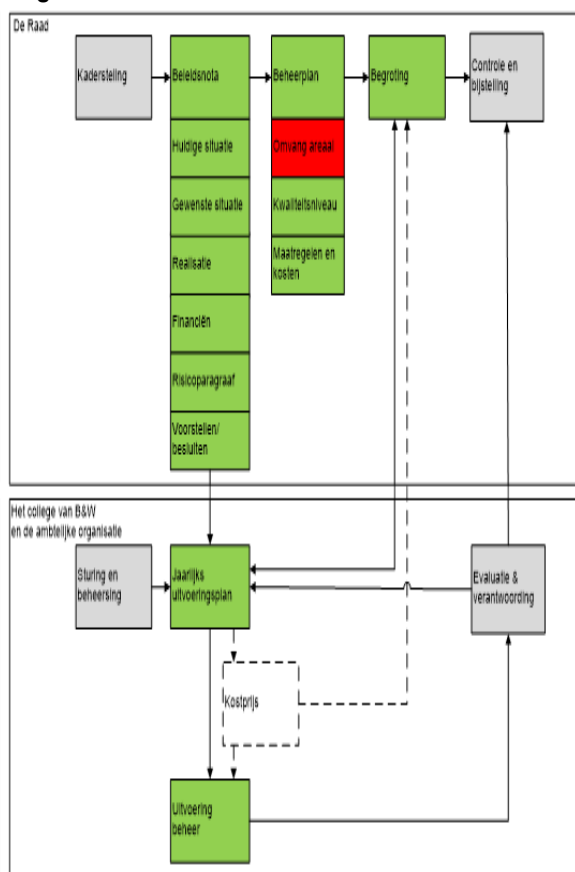 De Raad
Kaderstelling
Beleidsnota
Beheerplan
Begroting
Controle en
bijstelling
Huidige situatie
Gewenste situatie
Realisatie
Financiën
Risicoparagraaf
Voorstellen/
besluiten
Omvang areaal
Kwaliteitsniveau
Maatregelen en
kosten
Het college van B&W
en de ambtelijke organisatie
Sturing en
beheersing
Jaarlijks
uitvoeringsplan
Evaluatie &
verantwoording
Kostprijs
Uitvoering
beheer